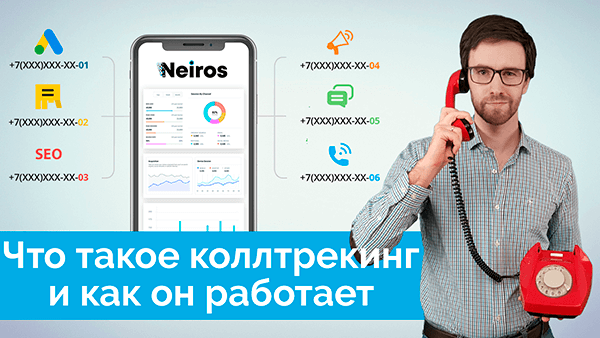 Neiros
+7(XXX)XXX-XX-01
+7(XXX)XXX-XX-02
SEO
+7(XXX)XXX-XX-03
+7(XXX)XXX-XX-04
+7(XXX)XXX-XX-05
+7(XXX)XXX-XX-06
Что такое коллтрекинг
и как он работает